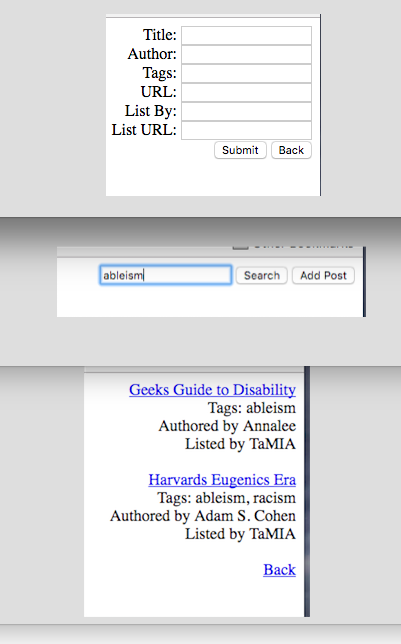 Title:
Author:
Tags:
URL:
List By:
List URL:
Submit Back
ableism Search Add Post
Geeks Guide to Disability
Tags: ableism
Authored by Annalee
Listed by TaMIA
Harvards Eugenics Era
Tags: ableism, racism
Authored by Adam S. Cohen
Listed by TaMIA
Back